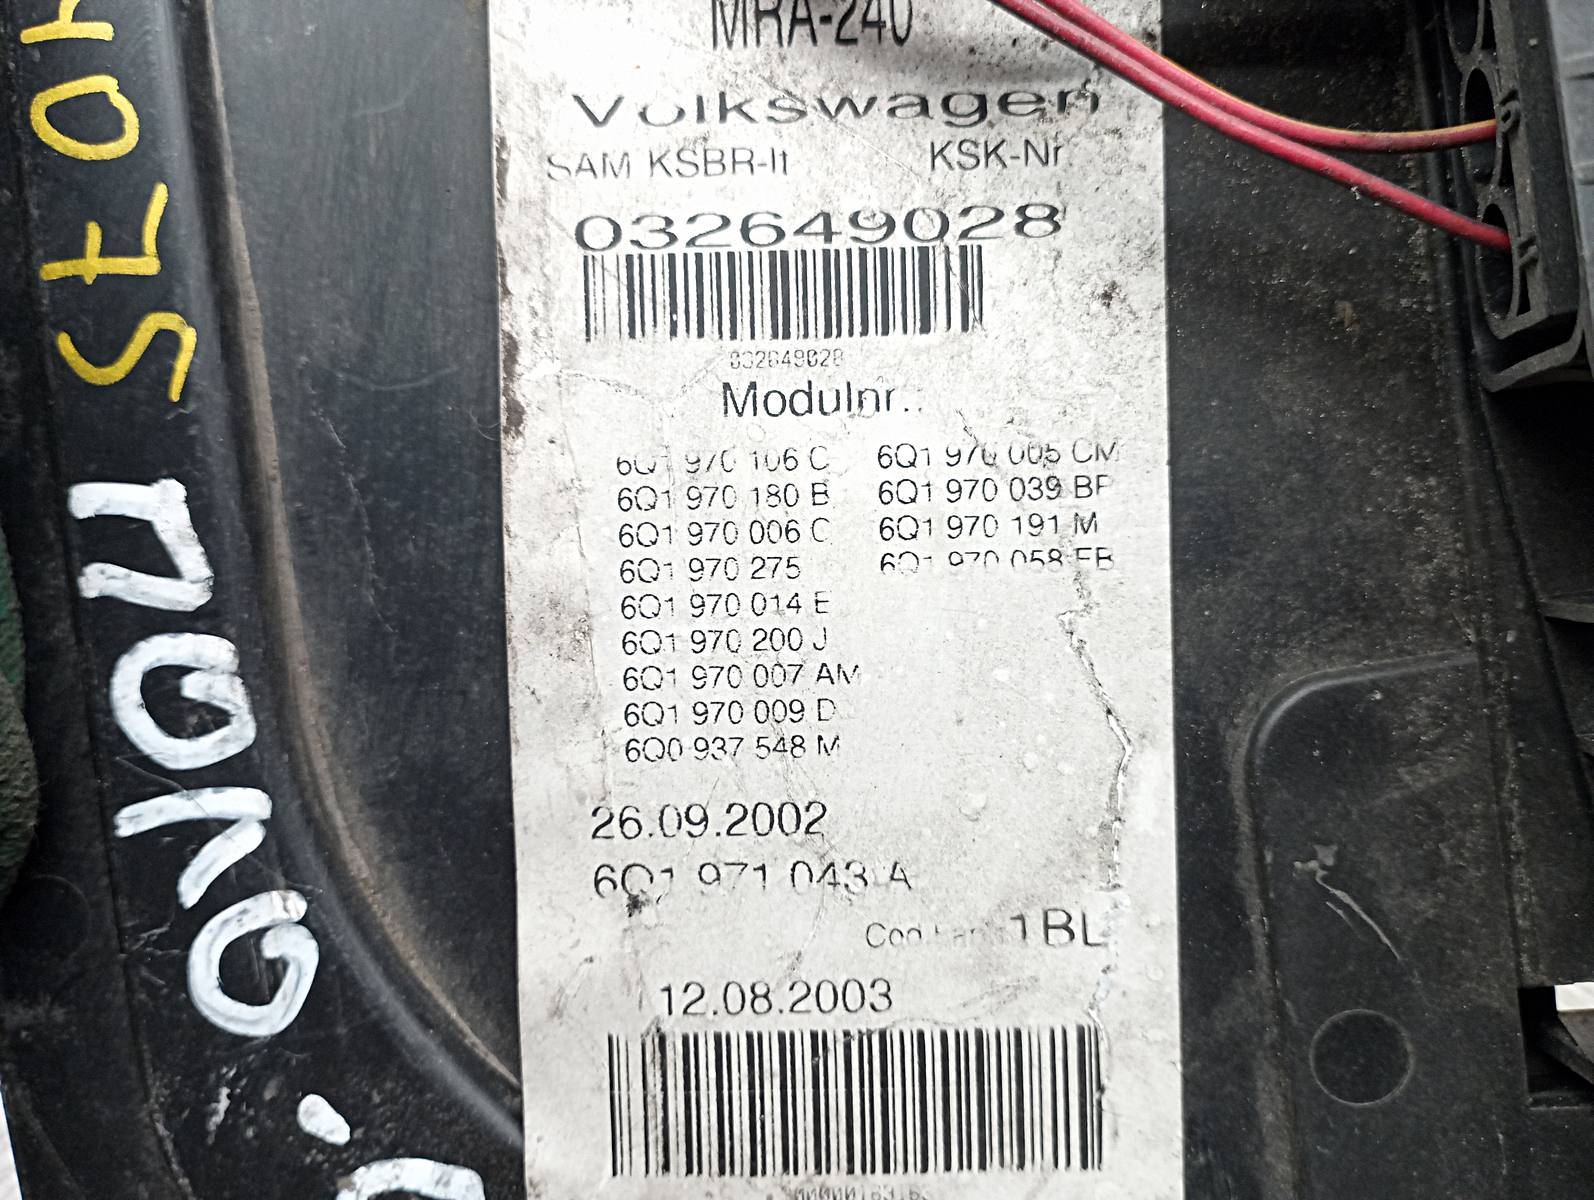 MRA-240
Volkswagen
SAM KSBR-lt KSK-Nr
032649028
032649028
Modulnr.:
6Q1 970 106 C 6Q1 970 005 CM
6Q1 970 180 B 6Q1 970 039 BP
6Q1 970 006 C 6Q1 970 191 M
6Q1 970 275 6Q1 970 058 EB
6Q1 970 014 E
6Q1 970 200 J
6Q1 970 007 AM
6Q1 970 009 D
6Q0 937 548 M
26.09.2002
6Q1 971 043 A
1BL
12.08.2003